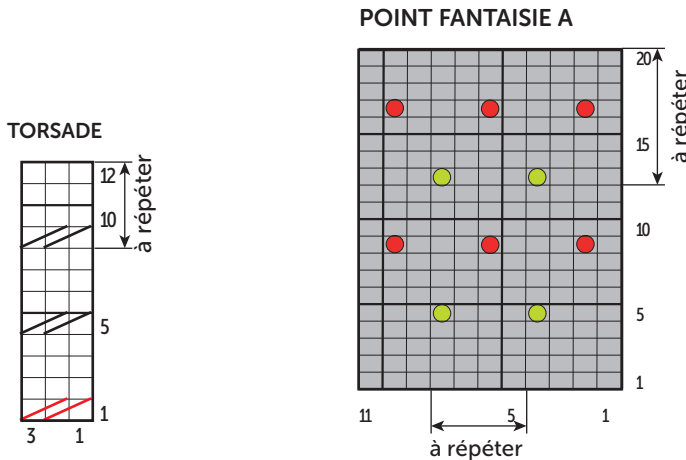 POINT FANTAISIE A
TORSADE
12
10
5
1
3 1
à répéter
20
15
10
5
1
à répéter
11 5 1
à répéter